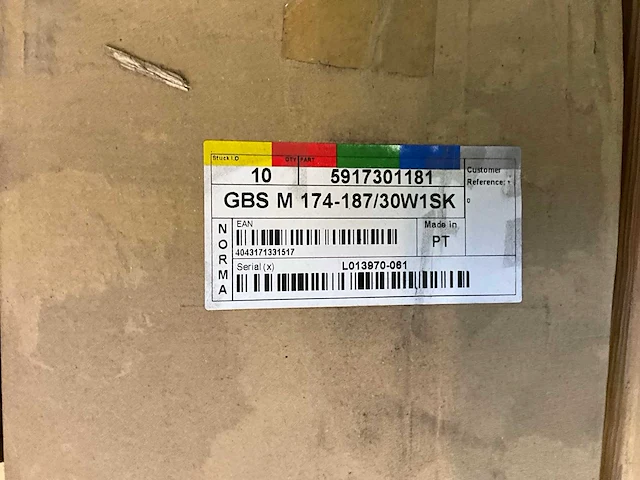 Stuck I.D QTY PART
10 5917301181
GBS M 174-187/30W1SK
Customer
Reference:
EAN
4043171331517
Made in
PT
NORMA
Serial (x) L013970-061